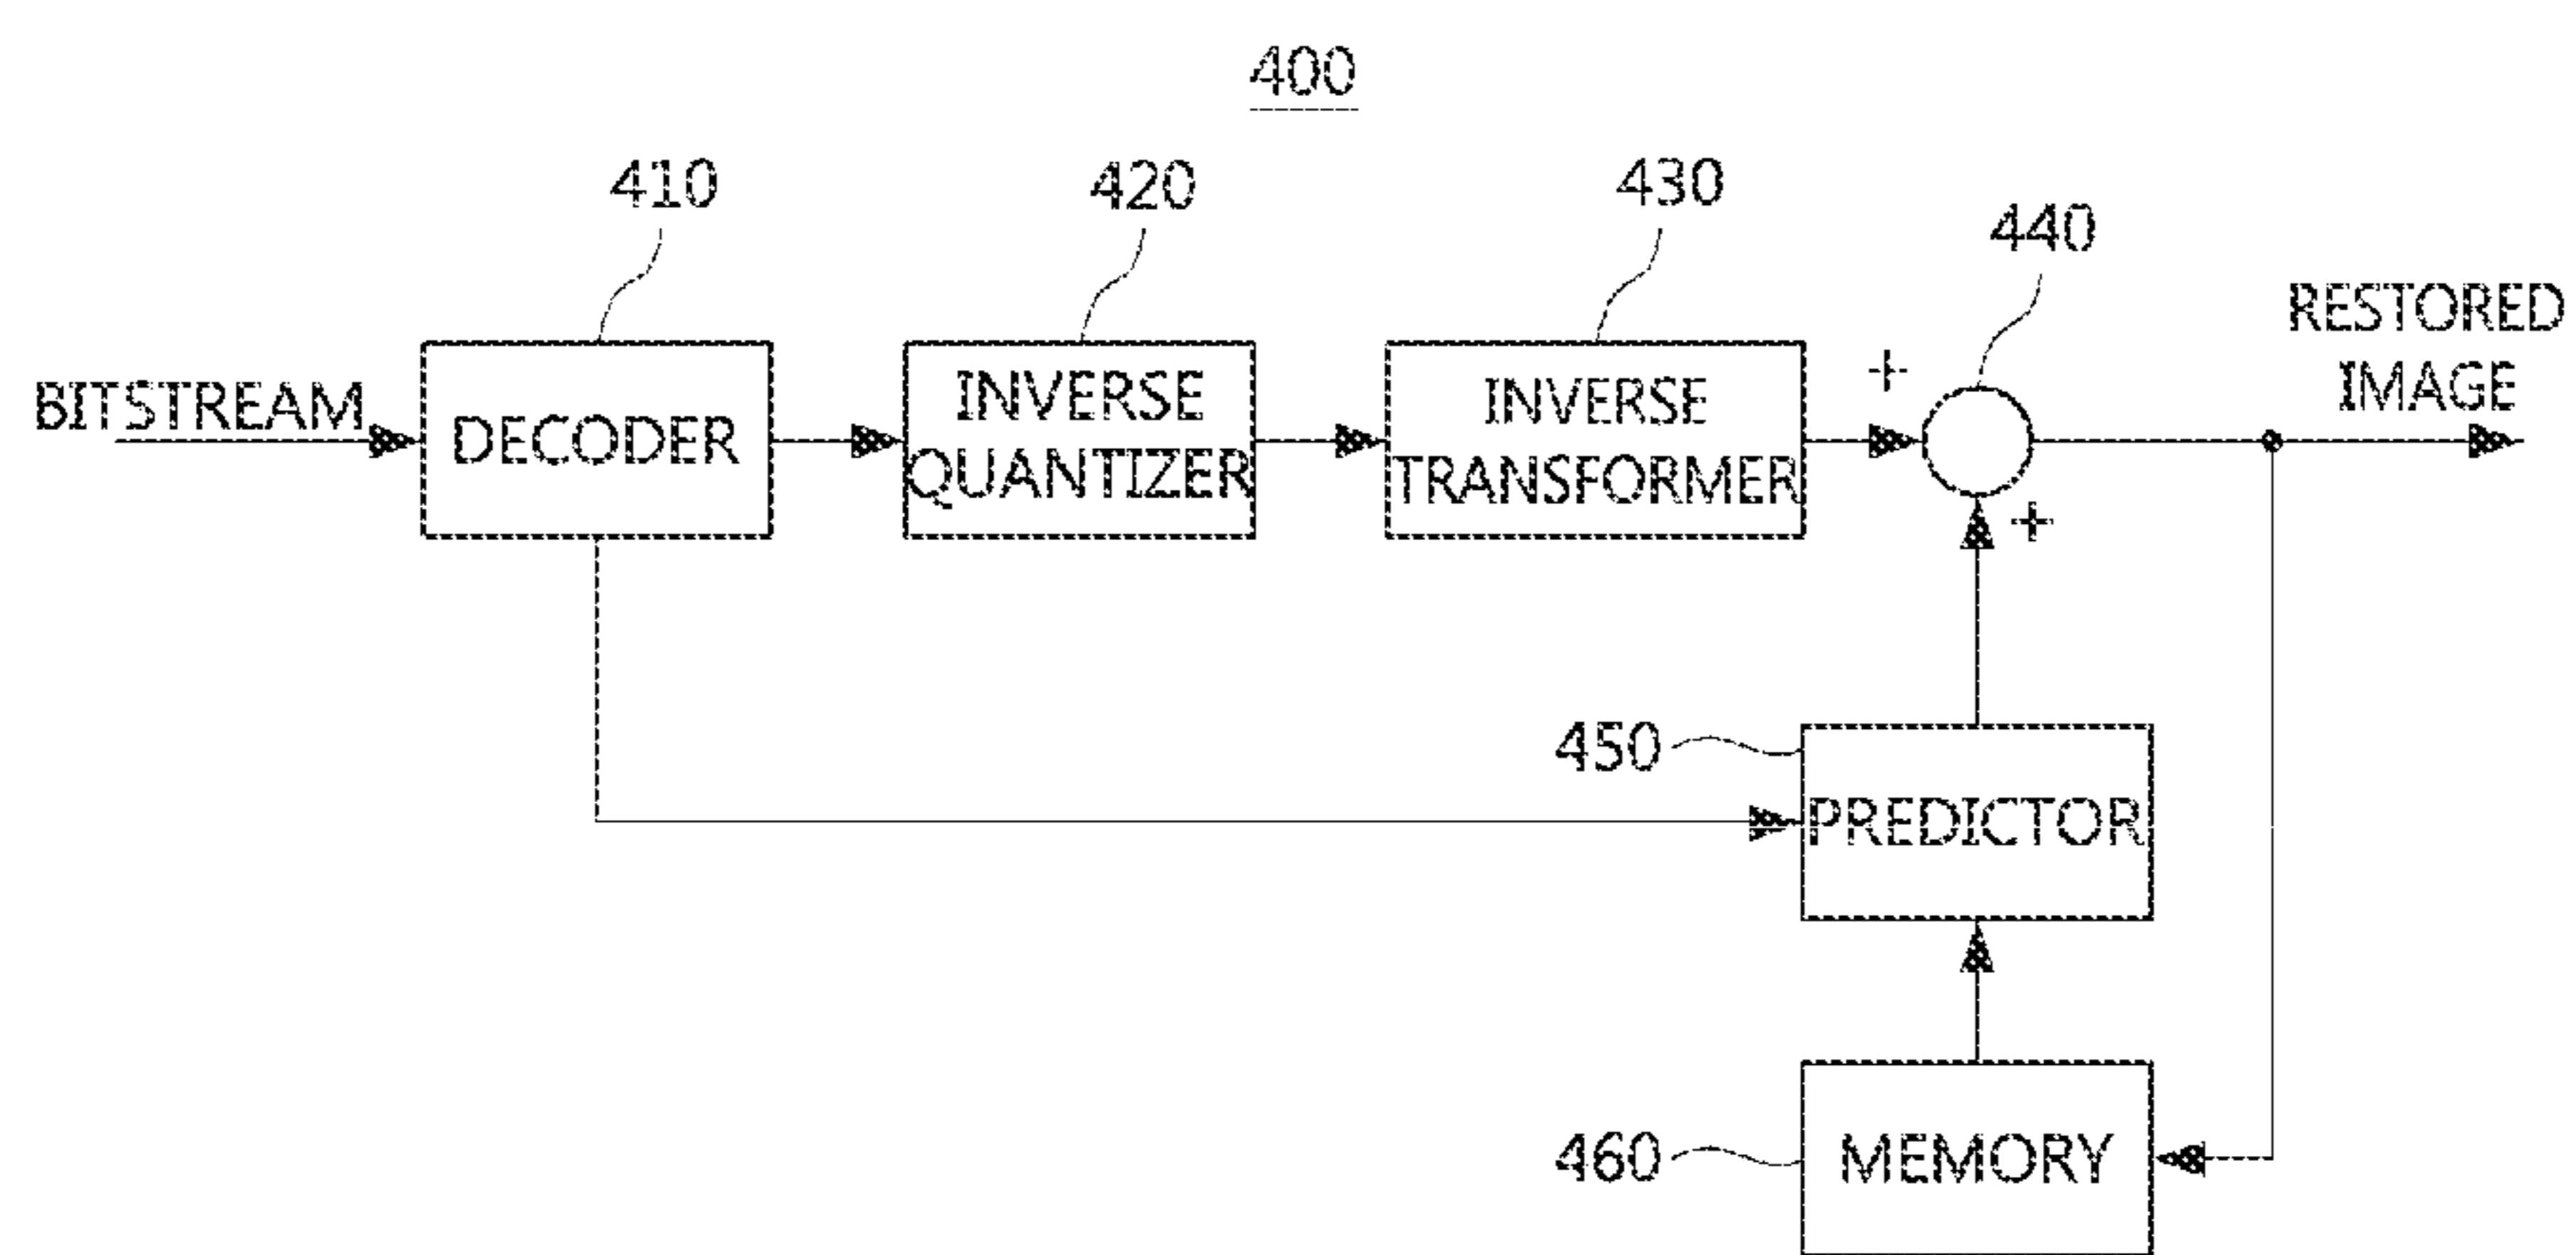 400
410
420
430
440
RESTORED
IMAGE
BITSTREAM
DECODER
INVERSE
QUANTIZER
INVERSE
TRANSFORMER
+
+
450
PREDICTOR
460
MEMORY